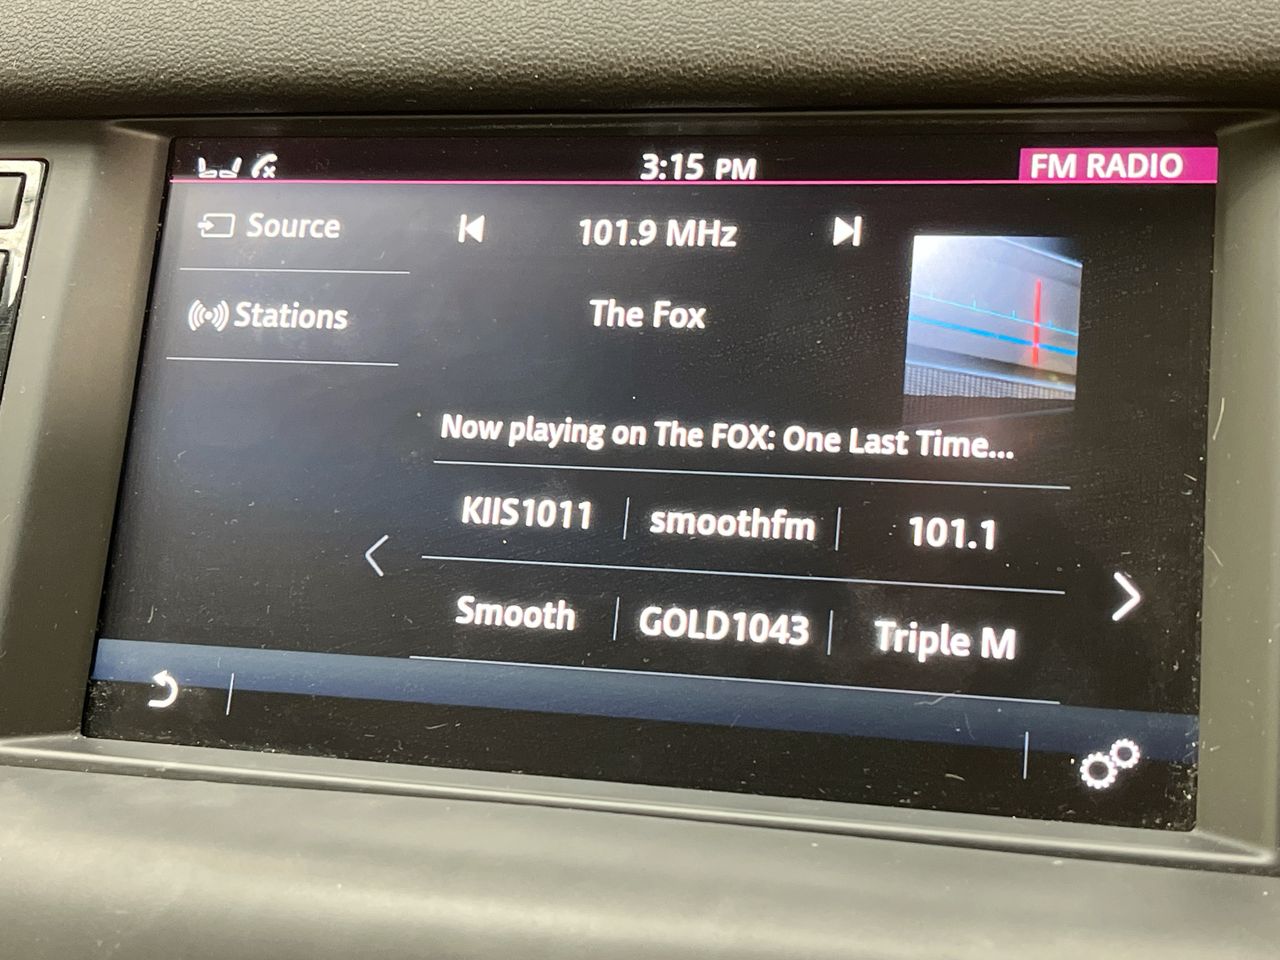 3:15 PM
FM RADIO
Source
101.9 MHz
Stations
The Fox
Now playing on The FOX: One Last Time...
KIIS1011
smoothfm
101.1
Smooth
GOLD1043
Triple M